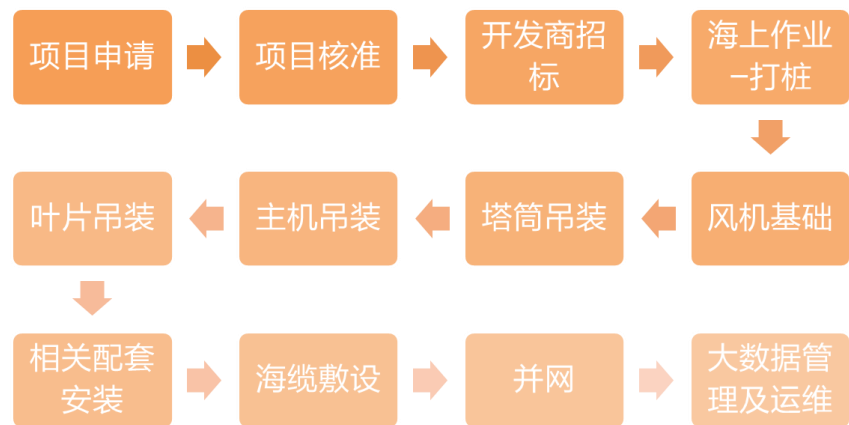 项目申请
项目核准
开发商招
标
海上作业
–打桩
风机基础
塔筒吊装
主机吊装
叶片吊装
相关配套
安装
海缆敷设
并网
大数据管
理及运维